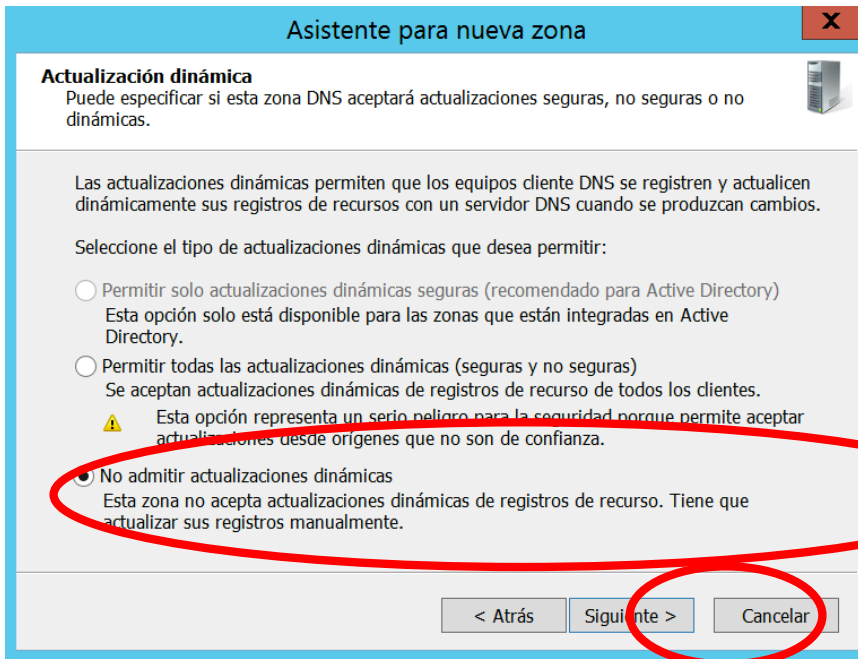 Asistente para nueva zona
X
Actualización dinámica
Puede especificar si esta zona DNS aceptará actualizaciones seguras, no seguras o no
dinámicas.
Las actualizaciones dinámicas permiten que los equipos cliente DNS se registren y actualicen
dinámicamente sus registros de recursos con un servidor DNS cuando se produzcan cambios.
Seleccione el tipo de actualizaciones dinámicas que desea permitir:
Permitir solo actualizaciones dinámicas seguras (recomendado para Active Directory)
Esta opción solo está disponible para las zonas que están integradas en Active
Directory.
Permitir todas las actualizaciones dinámicas (seguras y no seguras)
Se aceptan actualizaciones dinámicas de registros de recurso de todos los clientes.
Esta opción representa un serio peligro para la seguridad porque permite aceptar
actualizaciones desde orígenes que no son de confianza.
No admitir actualizaciones dinámicas
Esta zona no acepta actualizaciones dinámicas de registros de recurso. Tiene que
actualizar sus registros manualmente.
< Atrás Siguiente > Cancelar